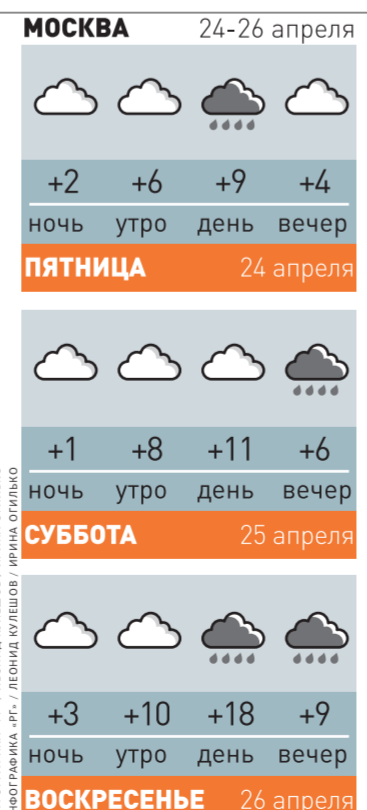 МОСКВА 24-26 апреля
+2 +6 +9 +4
ночь утро день вечер
ПЯТНИЦА 24 апреля
+1 +8 +11 +6
ночь утро день вечер
СУББОТА 25 апреля
+3 +10 +18 +9
ночь утро день вечер
ВОСКРЕСЕНЬЕ 26 апреля
«РГ» / ЛЕОНИД КУЛЕШОВ / ИРИНА ОГИЛЬКО